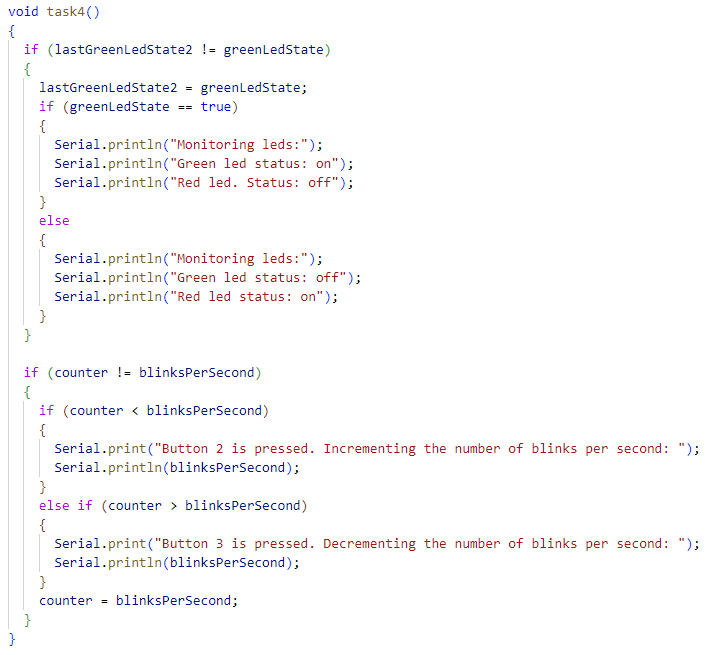 void task4()
{
  if (lastGreenLedState2 != greenLedState)
  {
    lastGreenLedState2 = greenLedState;
    if (greenLedState == true)
    {
      Serial.println("Monitoring leds:");
      Serial.println("Green led status: on");
      Serial.println("Red led. Status: off");
    }
    else
    {
      Serial.println("Monitoring leds:");
      Serial.println("Green led status: off");
      Serial.println("Red led status: on");
    }
  }

  if (counter != blinksPerSecond)
  {
    if (counter < blinksPerSecond)
    {
      Serial.print("Button 2 is pressed. Incrementing the number of blinks per second: ");
      Serial.println(blinksPerSecond);
    }
    else if (counter > blinksPerSecond)
    {
      Serial.print("Button 3 is pressed. Decrementing the number of blinks per second: ");
      Serial.println(blinksPerSecond);
    }
    counter = blinksPerSecond;
  }
}